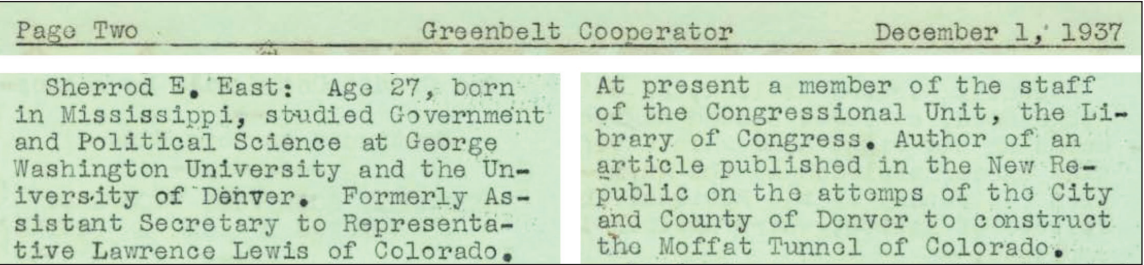 Page Two Greenbelt Cooperator December 1, 1937
Sherrod E. East: Age 27, born
in Mississippi, studied Government
and Political Science at George
Washington University and the Un-
iversity of Denver. Formerly As-
sistant Secretary to Representa-
tive Lawrence Lewis of Colorado.
At present a member of the staff
of the Congressional Unit, the Li-
brary of Congress. Author of an
article published in the New Re-
public on the attemps of the City
and County of Denver to construct
the Moffat Tunnel of Colorado.